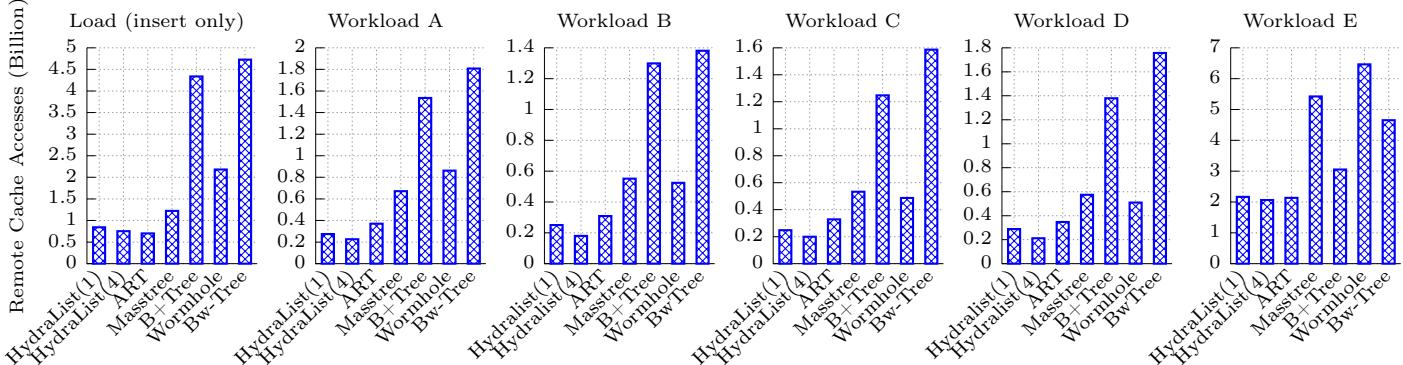 Remote Cache Accesses (Billion)
Load (insert only)
5
4.5
4
3.5
3
2.5
2
1.5
1
0.5
0
HydraList(1)
HydraList(4)
ART
Masstree
B+Tree
Wormhole
Bw-Tree
Workload A
2
1.8
1.6
1.4
1.2
1
0.8
0.6
0.4
0.2
0
HydraList(1)
HydraList(4)
ART
Masstree
B+Tree
Wormhole
Bw-Tree
Workload B
1.4
1.2
1
0.8
0.6
0.4
0.2
0
Hydralist(1)
Hydralist(4)
ART
Masstree
B+Tree
Wormhole
Bw-Tree
Workload C
1.6
1.4
1.2
1
0.8
0.6
0.4
0.2
0
HydraList(1)
HydraList(4)
ART
Masstree
B+Tree
Wormhole
Bw-Tree
Workload D
1.8
1.6
1.4
1.2
1
0.8
0.6
0.4
0.2
0
Hydralist(1)
HydraList(4)
ART
Masstree
B+Tree
Wormhole
BwTree
Workload E
7
6
5
4
3
2
1
0
HydraList(1)
HydraList(4)
ART
Masstree
B+Tree
Wormhole
Bw-Tree